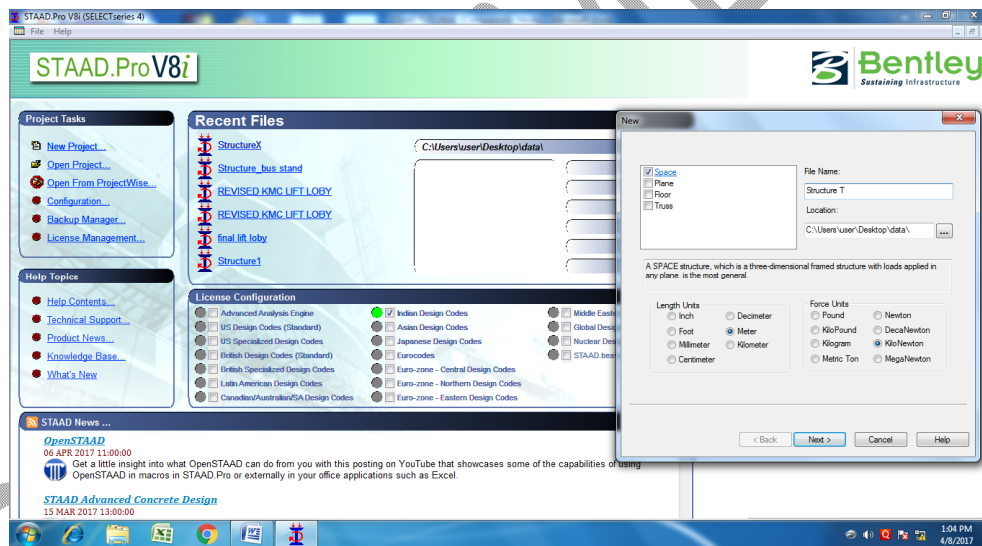 STAAD.Pro V8i (SELECTseries 4)
File Help
STAAD.Pro V8i
Bentley
Sustaining Infrastructure
Project Tasks
New Project...
Open Project...
Open From ProjectWise...
Configuration...
Backup Manager...
License Management...
Help Topics
Help Contents...
Technical Support...
Product News...
Knowledge Base...
What's New
Recent Files
StructureX
Structure_bus stand
REVISED KMC LIFT LOBY
REVISED KMC LIFT LOBY
final lift loby
Structure1
C:\Users\user\Desktop\data\
License Configuration
Advanced Analysis Engine
US Design Codes (Standard)
US Specialized Design Codes
British Design Codes (Standard)
British Specialized Design Codes
Latin American Design Codes
Canadian/Australian/SA Design Codes
Indian Design Codes
Asian Design Codes
Japanese Design Codes
Eurocodes
Euro-zone - Central Design Codes
Euro-zone - Northern Design Codes
Euro-zone - Eastern Design Codes
Middle Easte
Global Desig
Nuclear Des
STAAD.bea
STAAD News ...
OpenSTAAD
06 APR 2017 11:00:00
Get a little insight into what OpenSTAAD can do from you with this posting on YouTube that showcases some of the capabilities of using
OpenSTAAD in macros in STAAD.Pro or externally in your office applications such as Excel.
STAAD Advanced Concrete Design
15 MAR 2017 13:00:00
New
Space
Plane
Floor
Truss
File Name:
Structure T
Location:
C:\Users\user\Desktop\data\
...
A SPACE structure, which is a three-dimensional framed structure with loads applied in
any plane. is the most general.
Length Units
Inch
Foot
Millimeter
Centimeter
Decimeter
Meter
Kilometer
Force Units
Pound
KiloPound
Kilogram
Metric Ton
Newton
DecaNewton
KiloNewton
MegaNewton
< Back
Next >
Cancel
Help
1:04 PM
4/8/2017